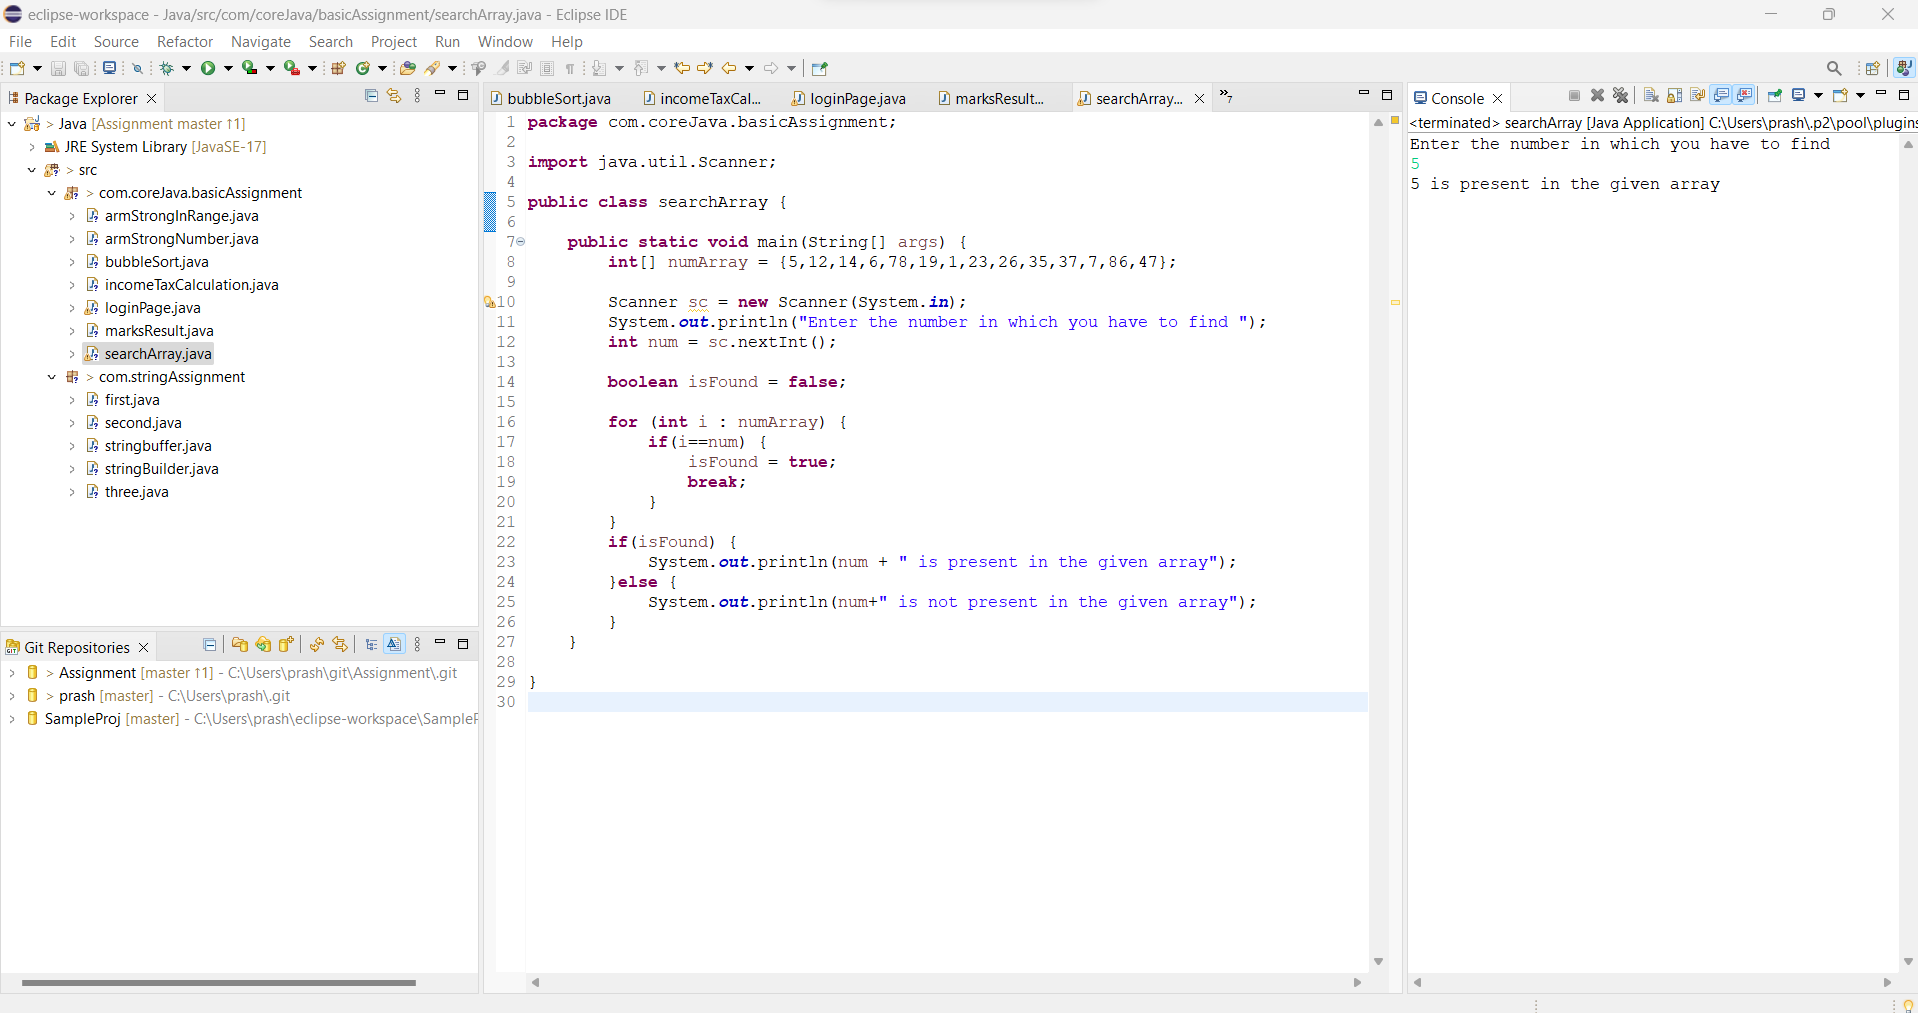 eclipse-workspace - Java/src/com/coreJava/basicAssignment/searchArray.java - Eclipse IDE
File Edit Source Refactor Navigate Search Project Run Window Help
Package Explorer
> Java [Assignment master ↑1]
JRE System Library [JavaSE-17]
> src
> com.coreJava.basicAssignment
armStrongInRange.java
armStrongNumber.java
bubbleSort.java
incomeTaxCalculation.java
loginPage.java
marksResult.java
searchArray.java
> com.stringAssignment
first.java
second.java
stringbuffer.java
stringBuilder.java
three.java
Git Repositories
> Assignment [master ↑1] - C:\Users\prash\git\Assignment\.git
> prash [master] - C:\Users\prash\.git
SampleProj [master] - C:\Users\prash\eclipse-workspace\SampleP
bubbleSort.java incomeTaxCal... loginPage.java marksResult... searchArray... »7
1 package com.coreJava.basicAssignment;
2
3 import java.util.Scanner;
4
5 public class searchArray {
6
7 public static void main(String[] args) {
8 int[] numArray = {5,12,14,6,78,19,1,23,26,35,37,7,86,47};
9
10 Scanner sc = new Scanner(System.in);
11 System.out.println("Enter the number in which you have to find ");
12 int num = sc.nextInt();
13
14 boolean isFound = false;
15
16 for (int i : numArray) {
17 if(i==num) {
18 isFound = true;
19 break;
20 }
21 }
22 if(isFound) {
23 System.out.println(num + " is present in the given array");
24 }else {
25 System.out.println(num+" is not present in the given array");
26 }
27 }
28
29 }
30
Console
<terminated> searchArray [Java Application] C:\Users\prash\.p2\pool\plugins
Enter the number in which you have to find
5
5 is present in the given array